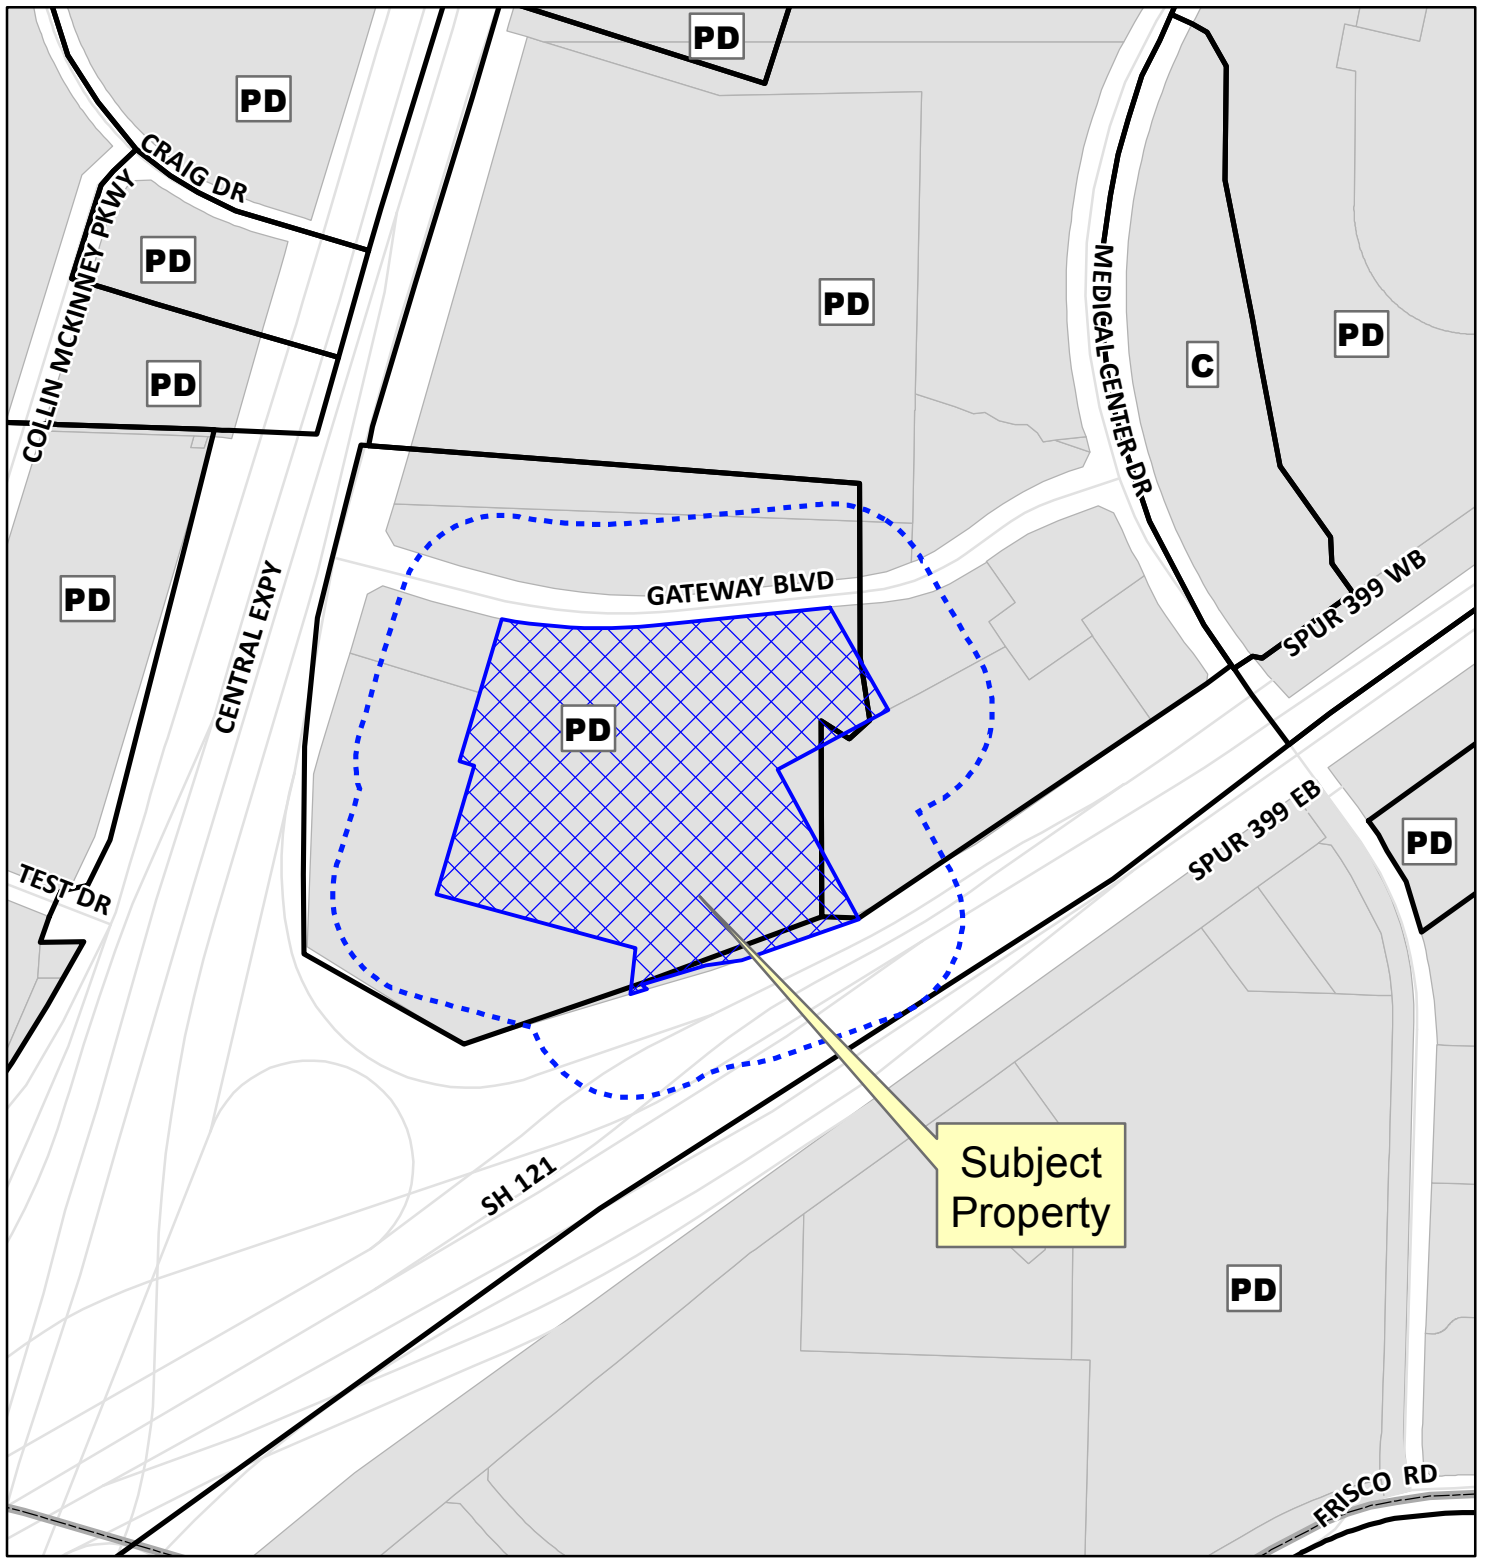 PD
PD
CRAIG DR
COLLIN MCKINNEY PKWY
PD
PD
PD
MEDICAL CENTER DR
C
PD
PD
CENTRAL EXPY
GATEWAY BLVD
SPUR 399 WB
PD
SPUR 399 EB
PD
TEST DR
SH 121
Subject
Property
PD
FRISCO RD